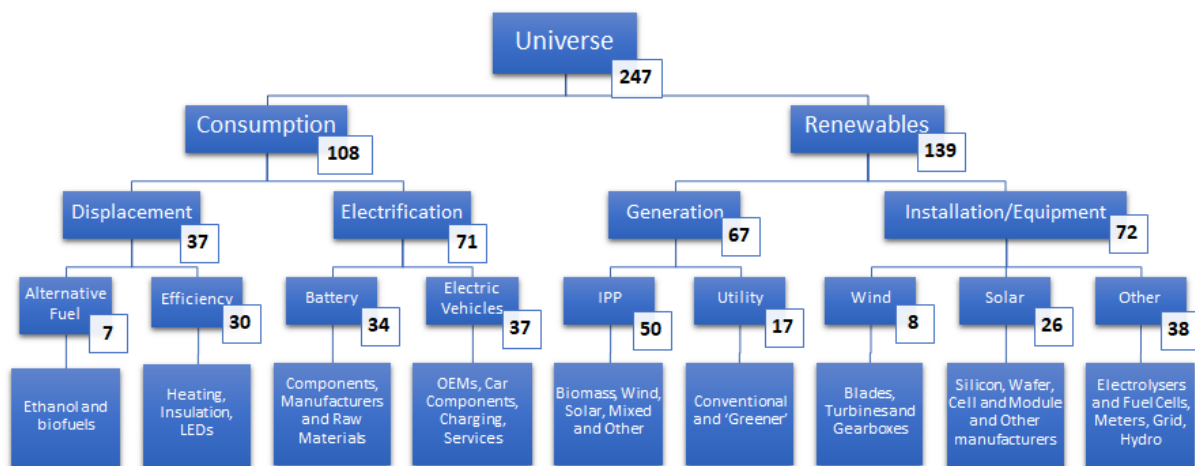 Universe
247
Consumption
108
Renewables
139
Displacement
37
Electrification
71
Generation
67
Installation/Equipment
72
Alternative
Fuel
7
Efficiency
30
Battery
34
Electric
Vehicles
37
IPP
50
Utility
17
Wind
8
Solar
26
Other
38
Ethanol and
biofuels
Heating,
Insulation,
LEDs
Components,
Manufacturers
and Raw
Materials
OEMs, Car
Components,
Charging,
Services
Biomass, Wind,
Solar, Mixed
and Other
Conventional
and ‘Greener’
Blades,
Turbines and
Gearboxes
Silicon, Wafer,
Cell and Module
and Other
manufacturers
Electrolysers
and Fuel Cells,
Meters, Grid,
Hydro